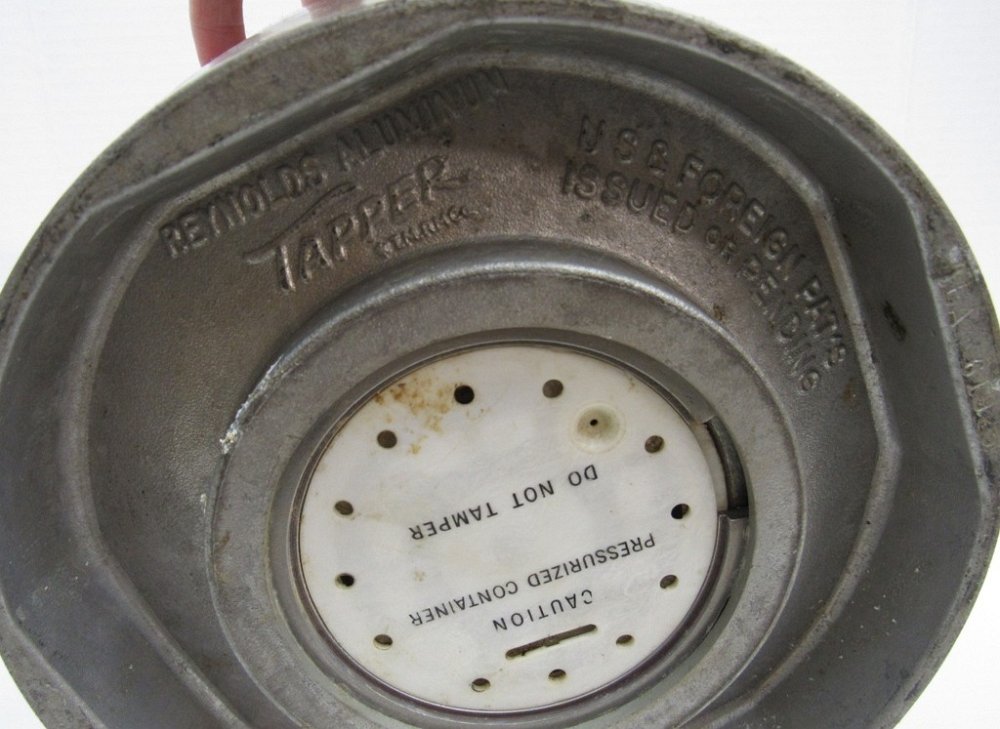 REYNOLDS ALUMINUM
TAPPER
U S & FOREIGN PATS
ISSUED OR PENDING
CAUTION
PRESSURIZED CONTAINER
DO NOT TAMPER